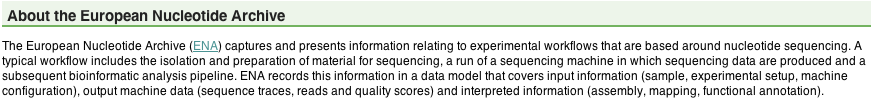 About the European Nucleotide Archive
The European Nucleotide Archive (ENA) captures and presents information relating to experimental workflows that are based around nucleotide sequencing. A
typical workflow includes the isolation and preparation of material for sequencing, a run of a sequencing machine in which sequencing data are produced and a
subsequent bioinformatic analysis pipeline. ENA records this information in a data model that covers input information (sample, experimental setup, machine
configuration), output machine data (sequence traces, reads and quality scores) and interpreted information (assembly, mapping, functional annotation).